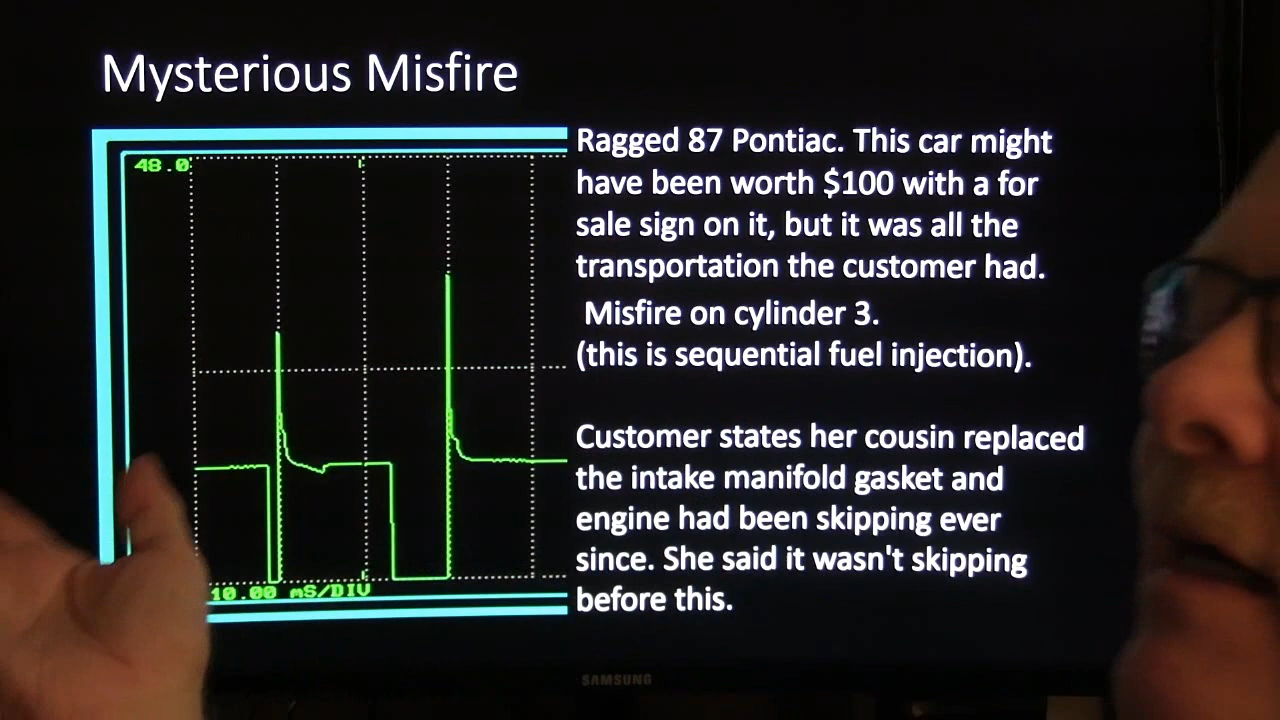 Mysterious Misfire
48.0
10.00 mS/DIV
Ragged 87 Pontiac. This car might
have been worth $100 with a for
sale sign on it, but it was all the
transportation the customer had.
Misfire on cylinder 3.
(this is sequential fuel injection).
Customer states her cousin replaced
the intake manifold gasket and
engine had been skipping ever
since. She said it wasn't skipping
before this.
SAMSUNG